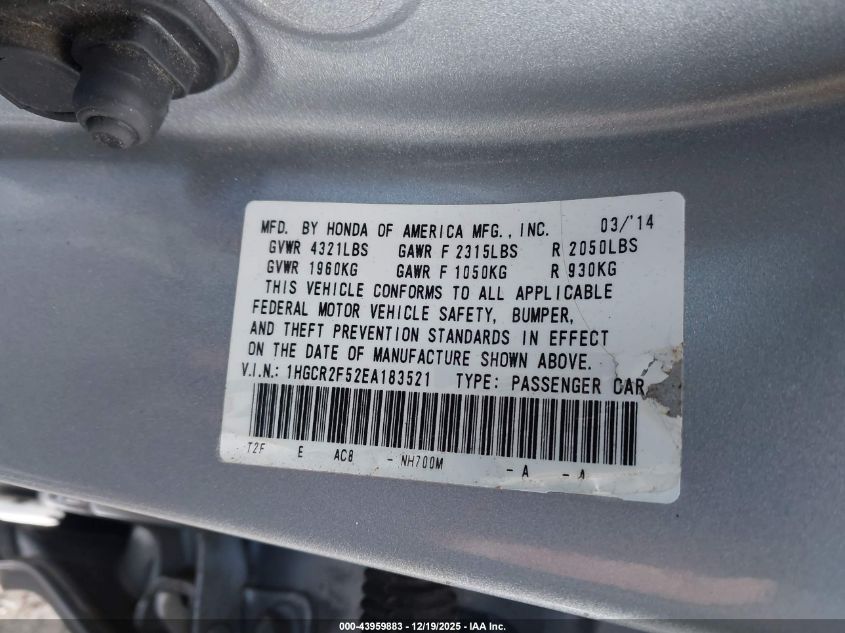 MFD. BY HONDA OF AMERICA MFG., INC. 03/'14
GVWR 4321LBS GAWR F 2315LBS R 2050LBS
GVWR 1960KG GAWR F 1050KG R 930KG
THIS VEHICLE CONFORMS TO ALL APPLICABLE
FEDERAL MOTOR VEHICLE SAFETY, BUMPER,
AND THEFT PREVENTION STANDARDS IN EFFECT
ON THE DATE OF MANUFACTURE SHOWN ABOVE.
V.I.N.: 1HGCR2F52EA183521 TYPE: PASSENGER CAR
T2F E AC8 - NH700M - A - A
000-43959883 - 12/19/2025 - IAA Inc.